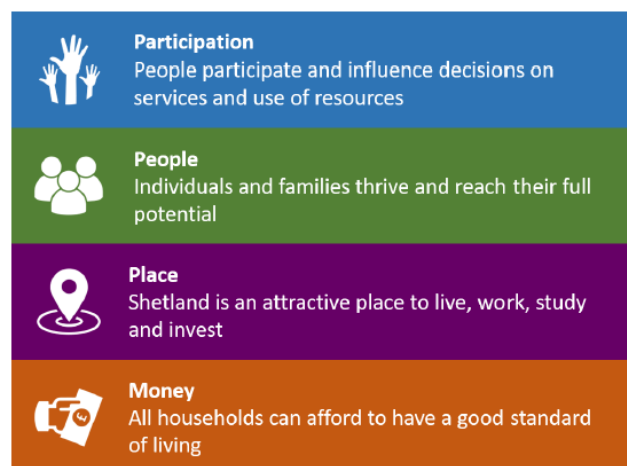 Participation
People participate and influence decisions on
services and use of resources
People
Individuals and families thrive and reach their full
potential
Place
Shetland is an attractive place to live, work, study
and invest
£
Money
All households can afford to have a good standard
of living